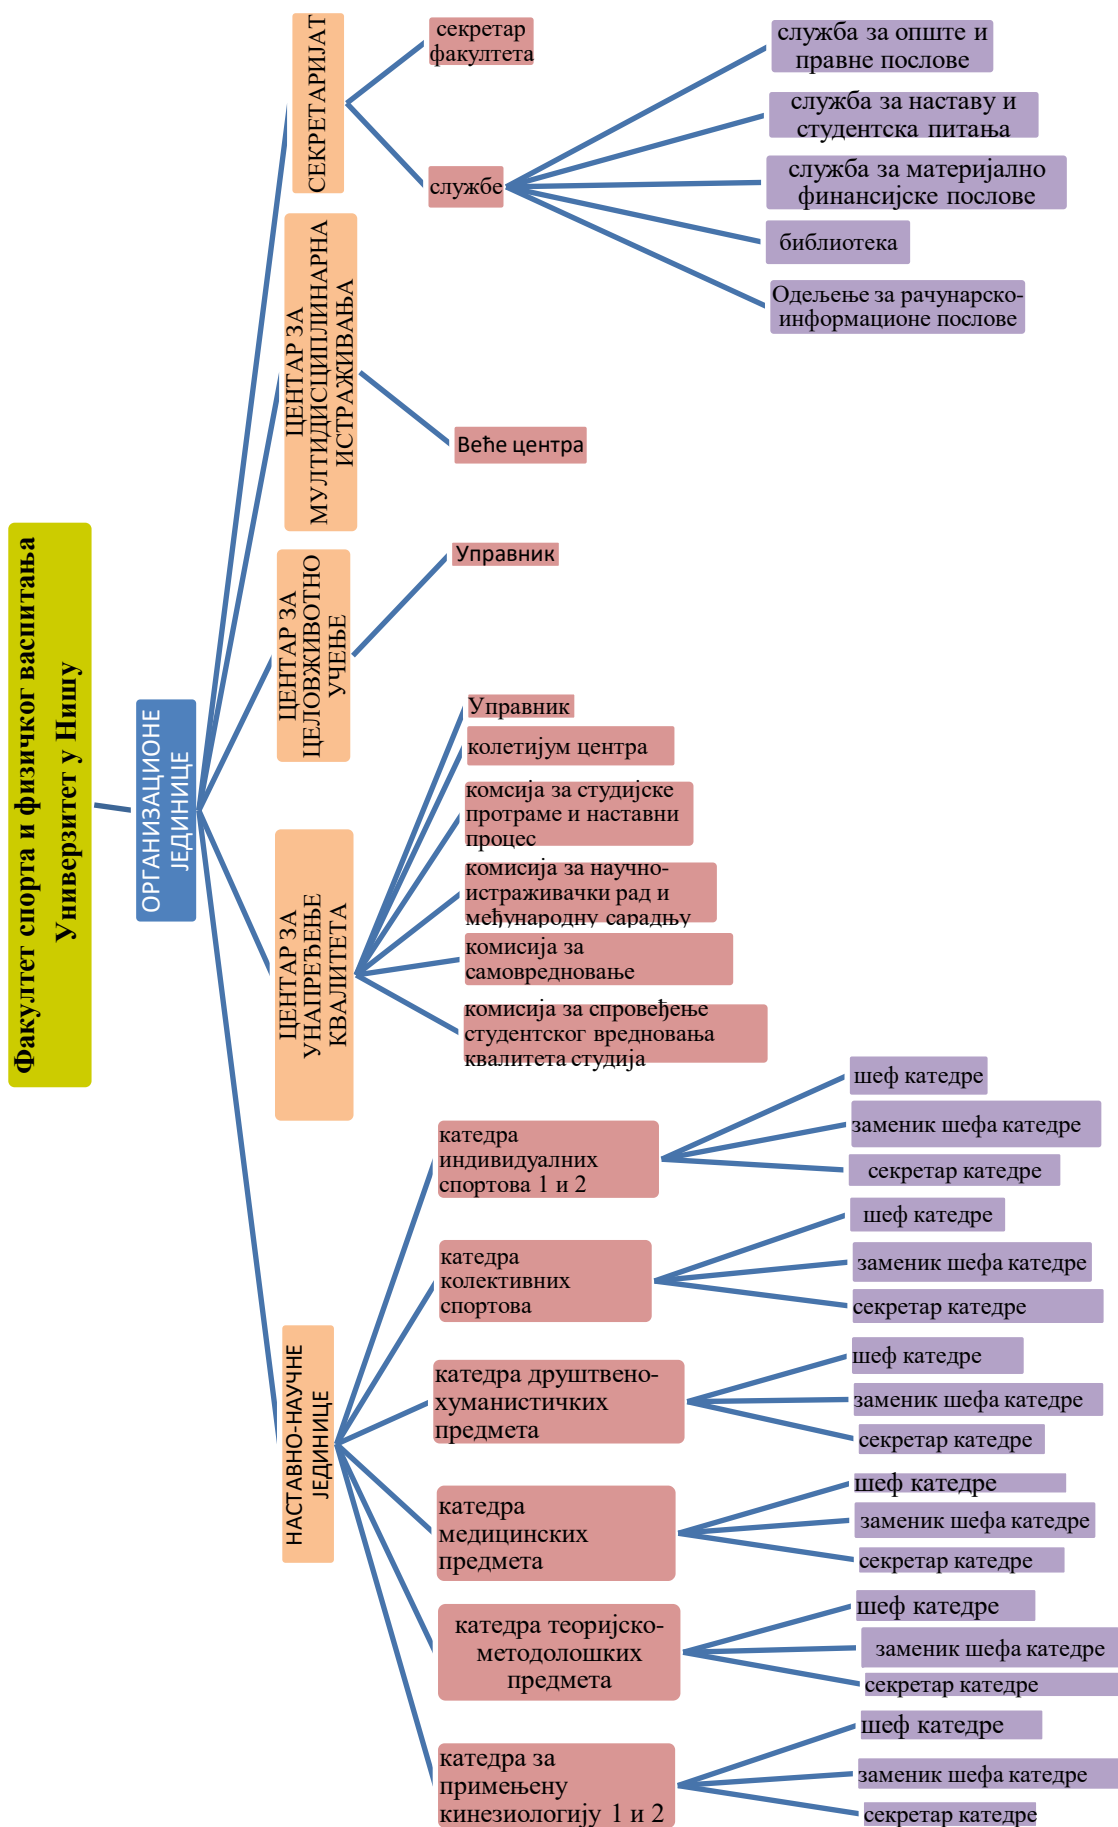 Факултет спорта и физичког васпитања
Универзитет у Нишу
ОРГАНИЗАЦИОНЕ
ЈЕДИНИЦЕ
СЕКРЕТАРИЈАТ
секретар
факултета
службе
служба за опште и
правне послове
служба за наставу и
студентска питања
служба за материјално
финансијске послове
библиотека
Одељење за рачунарско-
информационе послове
ЦЕНТАР ЗА
МУЛТИДИСЦИПЛИНАРНА
ИСТРАЖИВАЊА
Веће центра
ЦЕНТАР ЗА
ЦЕЛОВЖИВОТНО
УЧЕЊЕ
Управник
ЦЕНТАР ЗА
УНАПРЕЂЕЊЕ
КВАЛИТЕТА
Управник
колетијум центра
комсија за студијске
протраме и наставни
процес
комисија за научно-
истраживачки рад и
међународну сарадњу
комисија за
самовредновање
комисија за спровеђење
студентског вредновања
квалитета студија
НАСТАВНО-НАУЧНЕ
ЈЕДИНИЦЕ
катедра
индивидуалних
спортова 1 и 2
шеф катедре
заменик шефа катедре
секретар катедре
катедра
колективних
спортова
шеф катедре
заменик шефа катедре
секретар катедре
катедра друштвено-
хуманистичких
предмета
шеф катедре
заменик шефа катедре
секретар катедре
катедра
медицинских
предмета
шеф катедре
заменик шефа катедре
секретар катедре
катедра теоријско-
методолошких
предмета
шеф катедре
заменик шефа катедре
секретар катедре
катедра за
примењену
кинезиологију 1 и 2
шеф катедре
заменик шефа катедре
секретар катедре